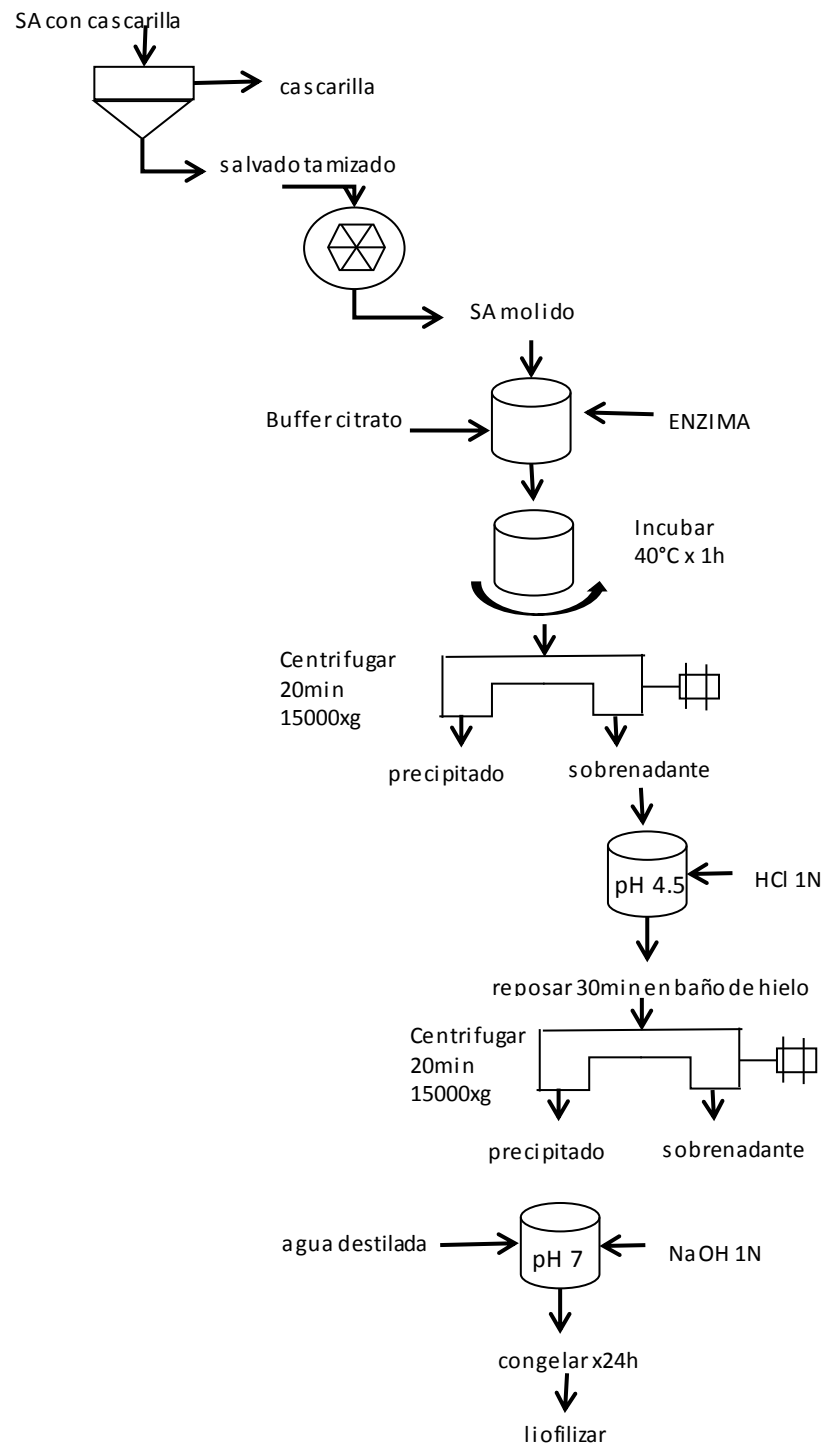 SA con cascarilla
cascarilla
salvado tamizado
SA molido
Buffer citrato
ENZIMA
Incubar
40°C x 1h
Centrifugar
20min
15000xg
precipitado
sobrenadante
pH 4.5
HCl 1N
reposar 30min en baño de hielo
Centrifugar
20min
15000xg
precipitado
sobrenadante
agua destilada
pH 7
NaOH 1N
congelar x24h
liofilizar